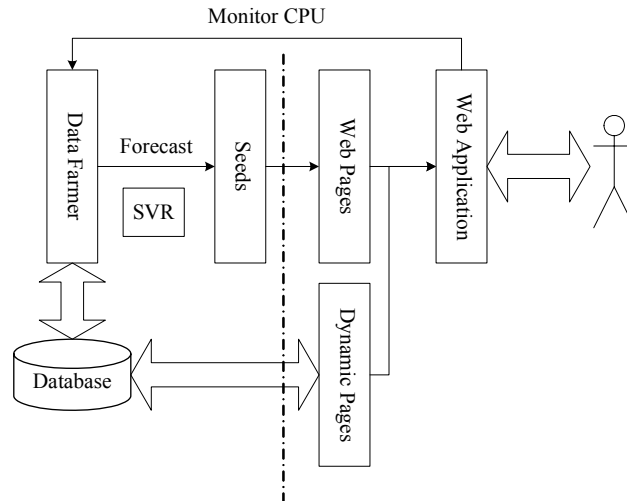 Monitor CPU
Data Farmer
Forecast
SVR
Seeds
Web Pages
Web Application
Dynamic Pages
Database